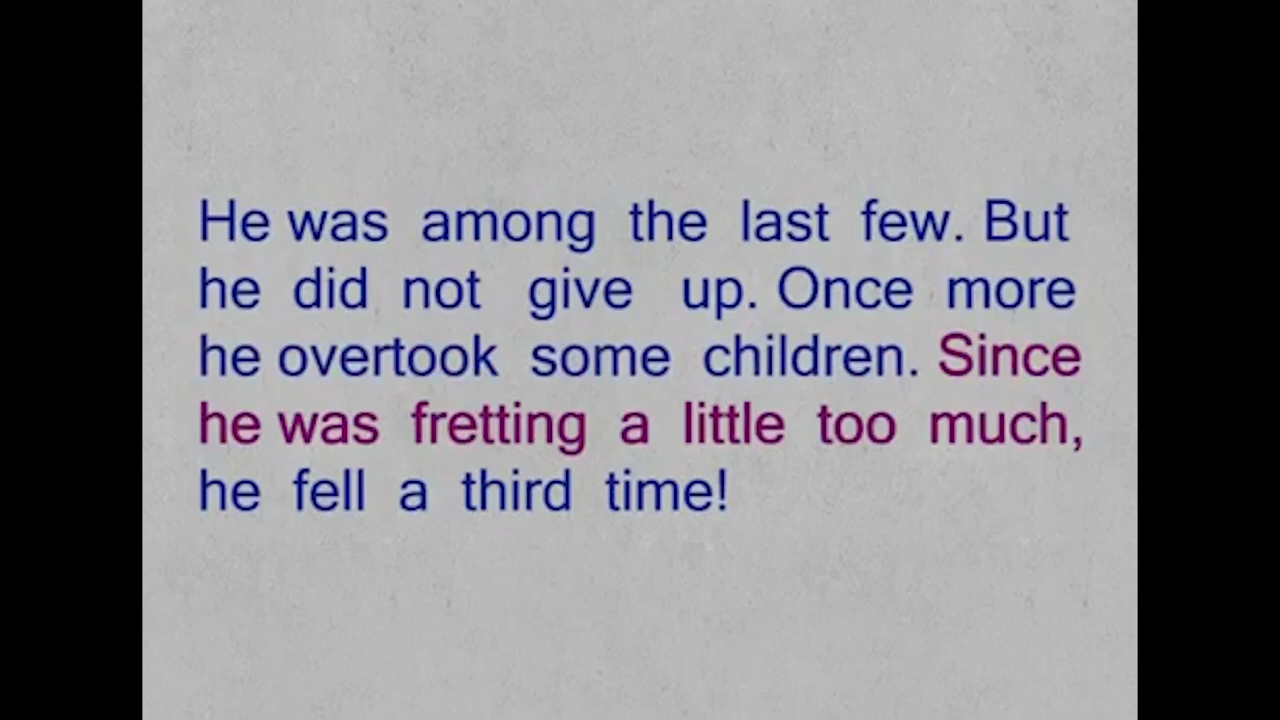 He was among the last few. But
he did not give up. Once more
he overtook some children. Since
he was fretting a little too much,
he fell a third time!